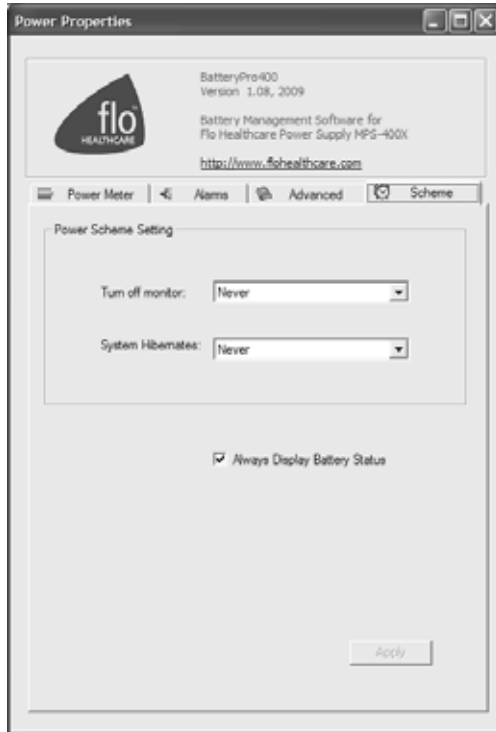 Power Properties
BatteryPro400
Version 1.08, 2009
flo™
HEALTHCARE
Battery Management Software for
Flo Healthcare Power Supply MPS-400X
http://www.flohealthcare.com
Power Meter Alarms Advanced Scheme
Power Scheme Setting
Turn off monitor: Never
System Hibernates: Never
Always Display Battery Status
Apply